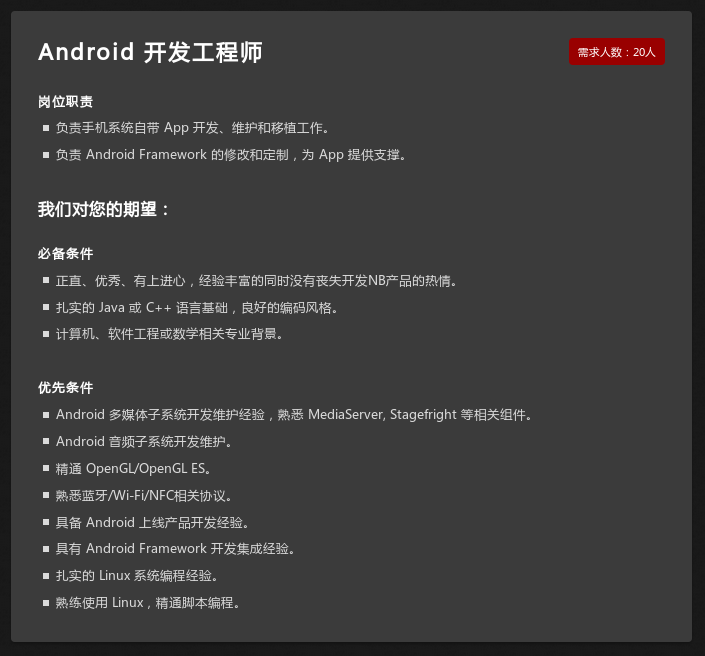 Android 开发工程师
需求人数：20人
岗位职责
负责手机系统自带 App 开发、维护和移植工作。
负责 Android Framework 的修改和定制，为 App 提供支撑。
我们对您的期望：
必备条件
正直、优秀、有上进心，经验丰富的同时没有丧失开发NB产品的热情。
扎实的 Java 或 C++ 语言基础，良好的编码风格。
计算机、软件工程或数学相关专业背景。
优先条件
Android 多媒体子系统开发维护经验，熟悉 MediaServer, Stagefright 等相关组件。
Android 音频子系统开发维护。
精通 OpenGL/OpenGL ES。
熟悉蓝牙/Wi-Fi/NFC相关协议。
具备 Android 上线产品开发经验。
具有 Android Framework 开发集成经验。
扎实的 Linux 系统编程经验。
熟练使用 Linux，精通脚本编程。